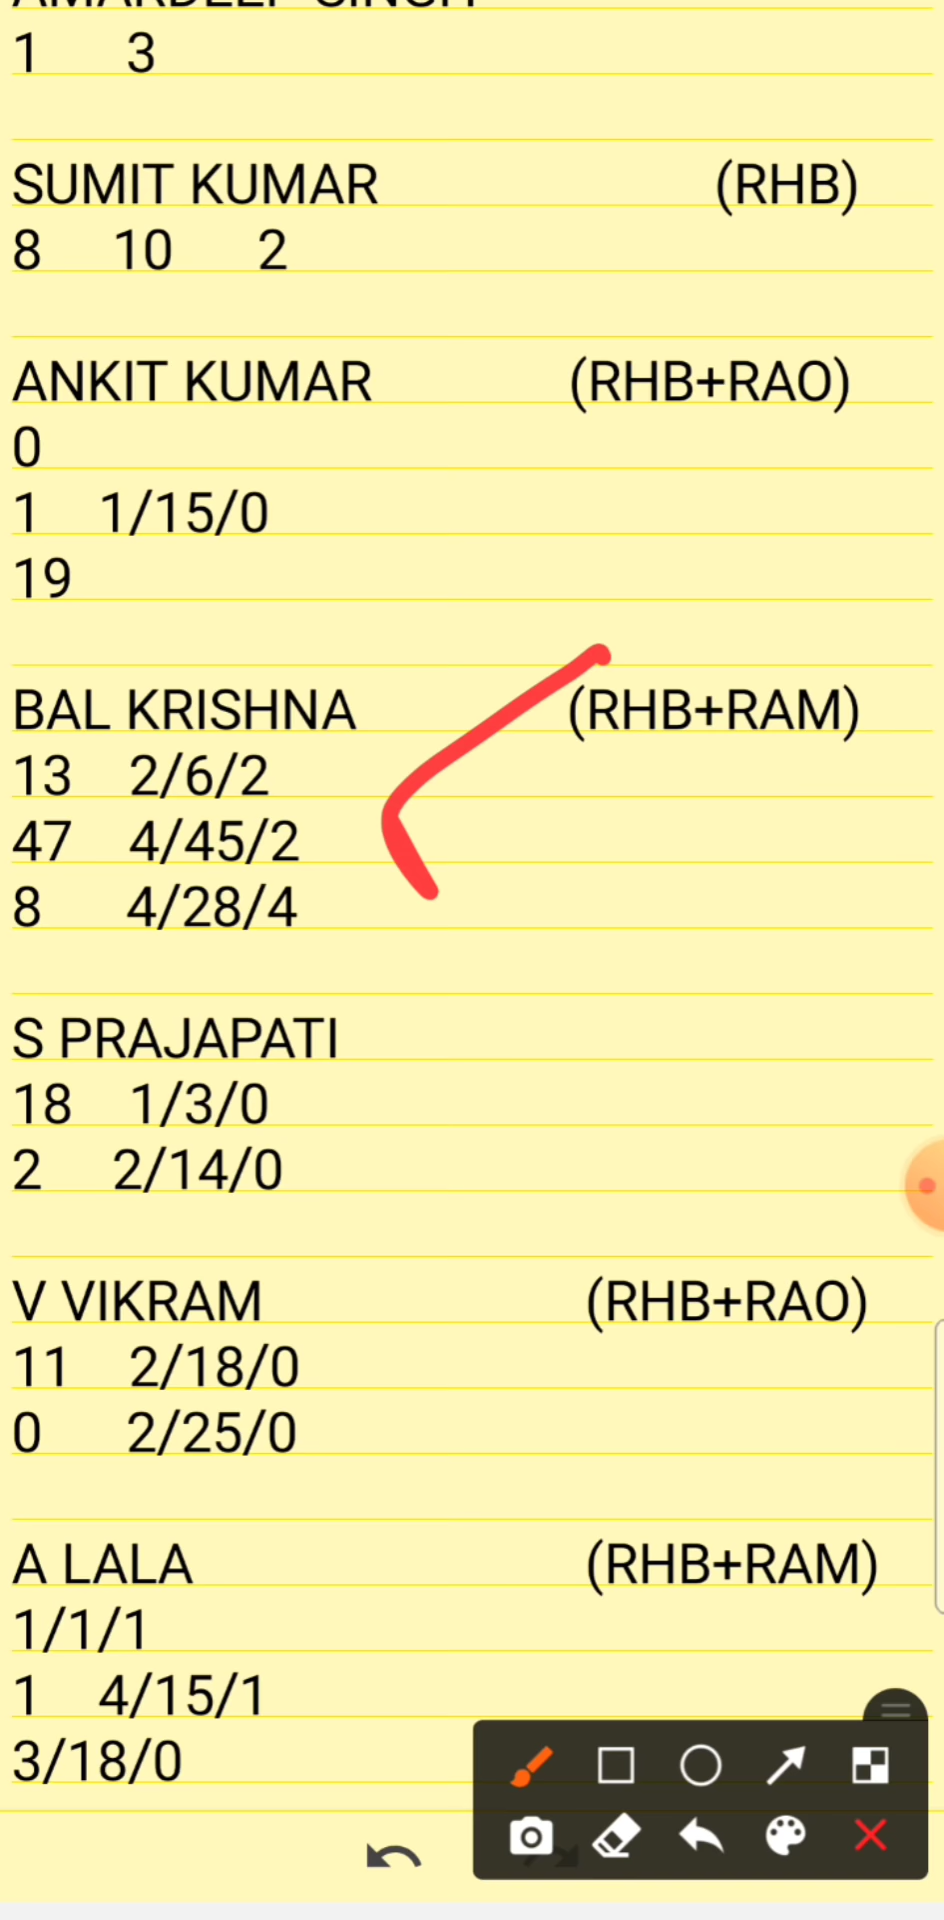 AMARDEEP SINGH
1 3
SUMIT KUMAR (RHB)
8 10 2
ANKIT KUMAR (RHB+RAO)
0
1 1/15/0
19
BAL KRISHNA (RHB+RAM)
13 2/6/2
47 4/45/2
8 4/28/4
S PRAJAPATI
18 1/3/0
2 2/14/0
V VIKRAM (RHB+RAO)
11 2/18/0
0 2/25/0
A LALA (RHB+RAM)
1/1/1
1 4/15/1
3/18/0